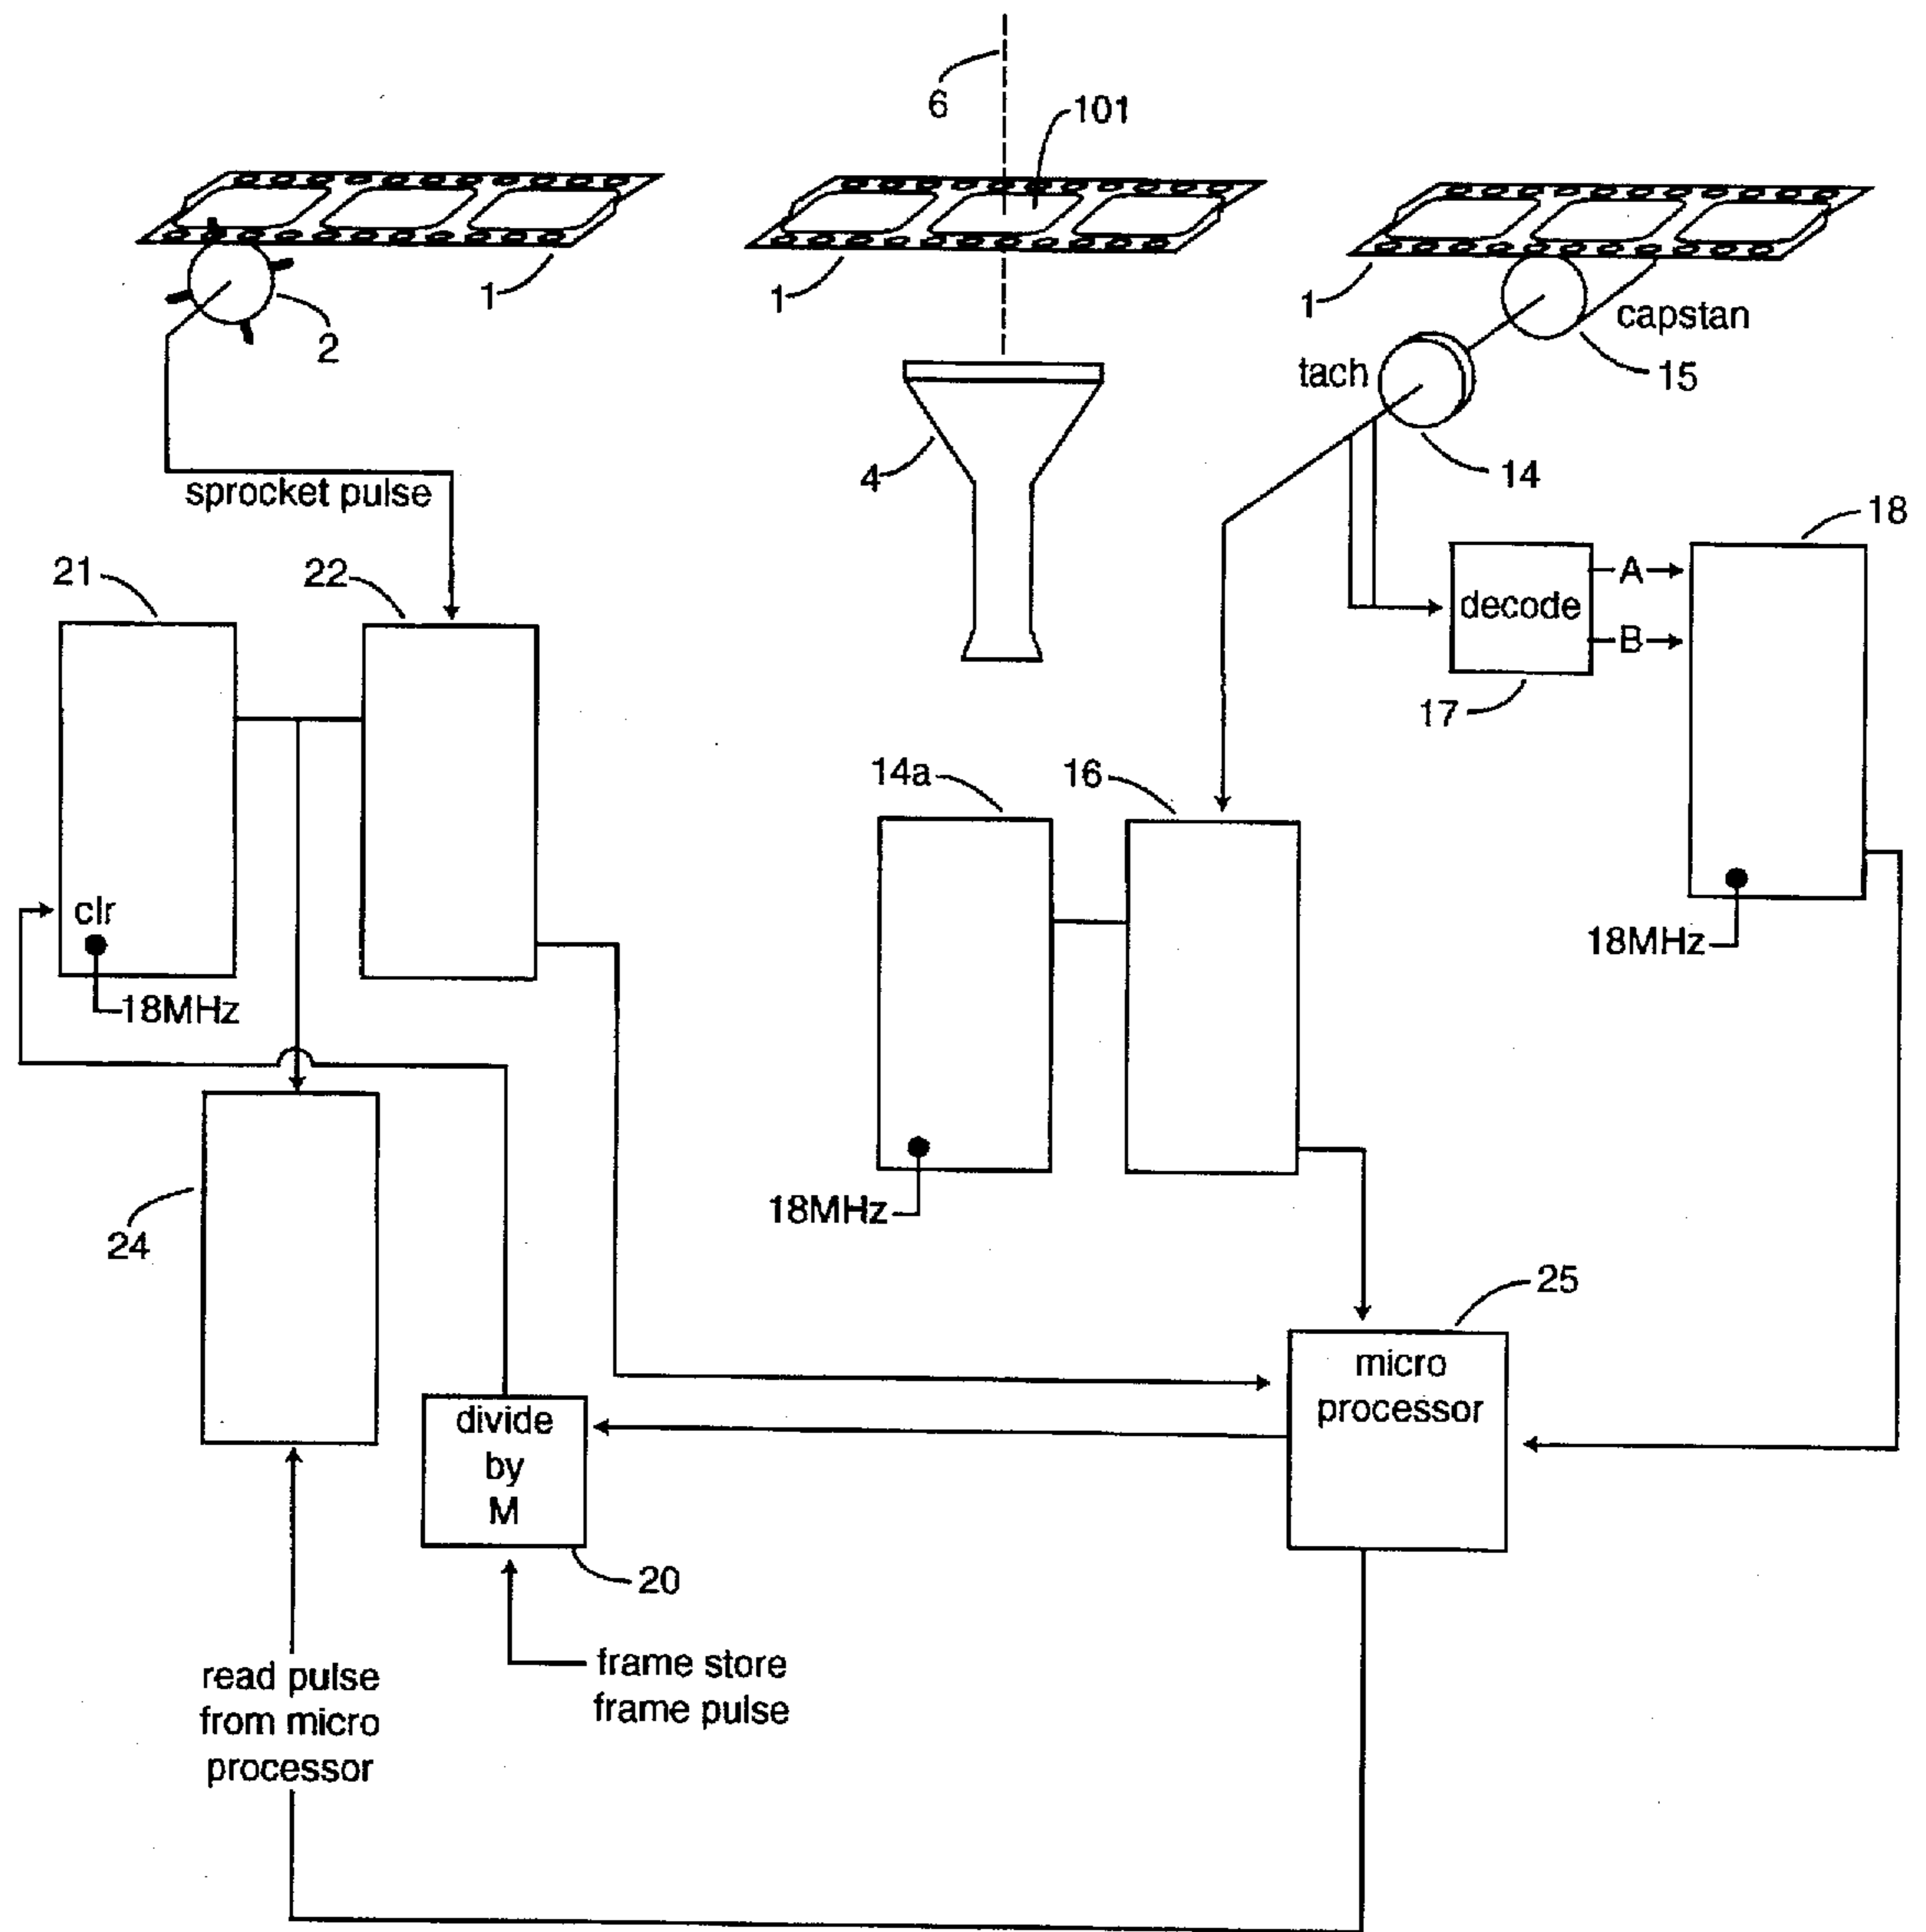 6
101
1
2
1
1
capstan
tach
15
4
14
sprocket pulse
18
21
22
A
decode
B
17
14a
16
clr
18MHz
18MHz
18MHz
24
25
micro
processor
divide
by
M
20
read pulse
from micro
processor
frame store
frame pulse